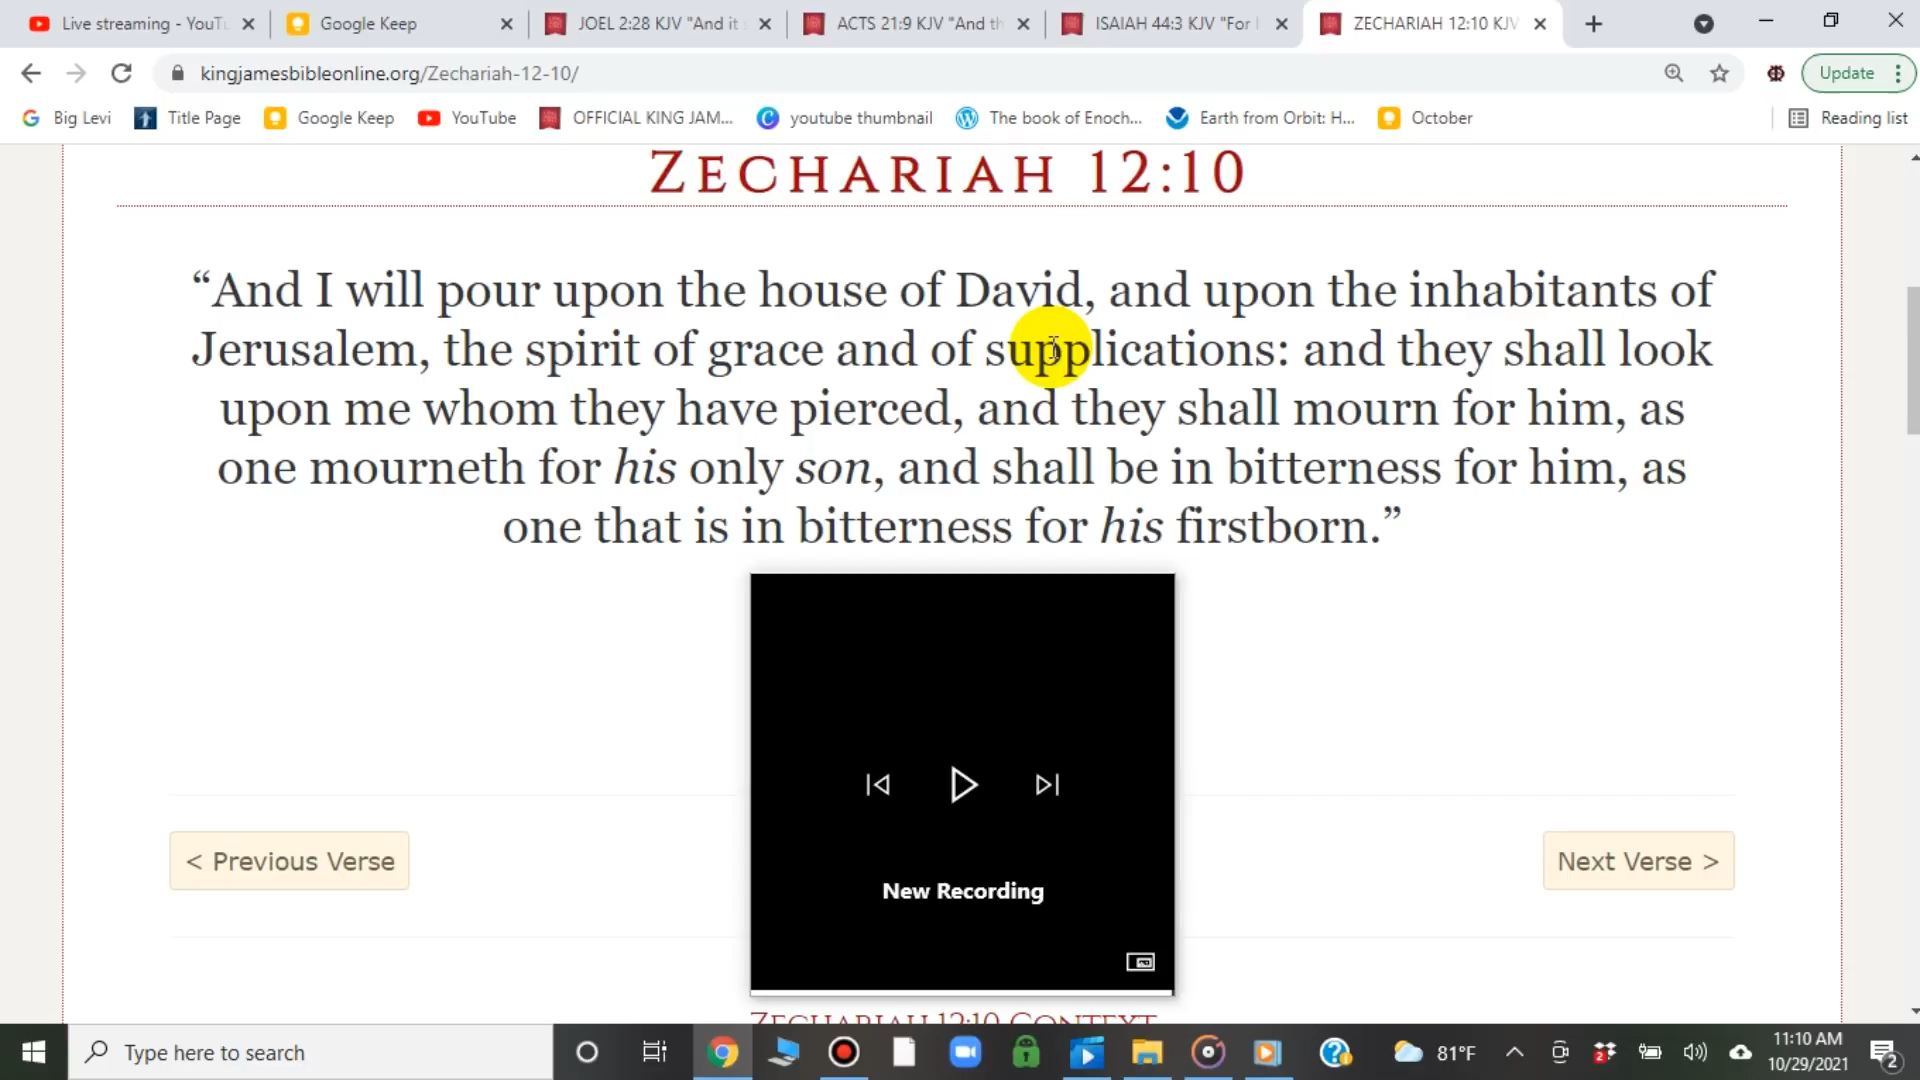 Live streaming - YouTu
Google Keep
JOEL 2:28 KJV "And it s
ACTS 21:9 KJV "And th
ISAIAH 44:3 KJV "For I
ZECHARIAH 12:10 KJV
kingjamesbibleonline.org/Zechariah-12-10/
Update
Big Levi
Title Page
Google Keep
YouTube
OFFICIAL KING JAM...
youtube thumbnail
The book of Enoch...
Earth from Orbit: H...
October
Reading list
ZECHARIAH 12:10
“And I will pour upon the house of David, and upon the inhabitants of
Jerusalem, the spirit of grace and of supplications: and they shall look
upon me whom they have pierced, and they shall mourn for him, as
one mourneth for his only son, and shall be in bitterness for him, as
one that is in bitterness for his firstborn.”
New Recording
< Previous Verse
Next Verse >
ZECHARIAH 12:10 CONTEXT
Type here to search
81°F
11:10 AM
10/29/2021
2